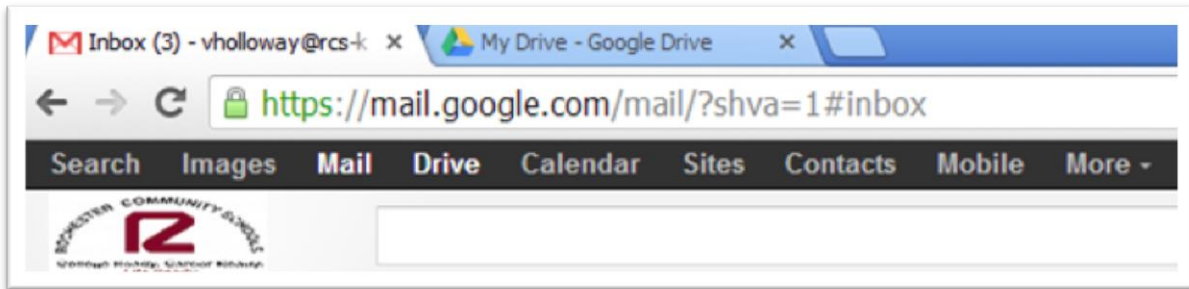 Inbox (3) - vholloway@rcs-k My Drive - Google Drive
https://mail.google.com/mail/?shva=1#inbox
Search Images Mail Drive Calendar Sites Contacts Mobile More
ROCHESTER COMMUNITY SCHOOLS
R